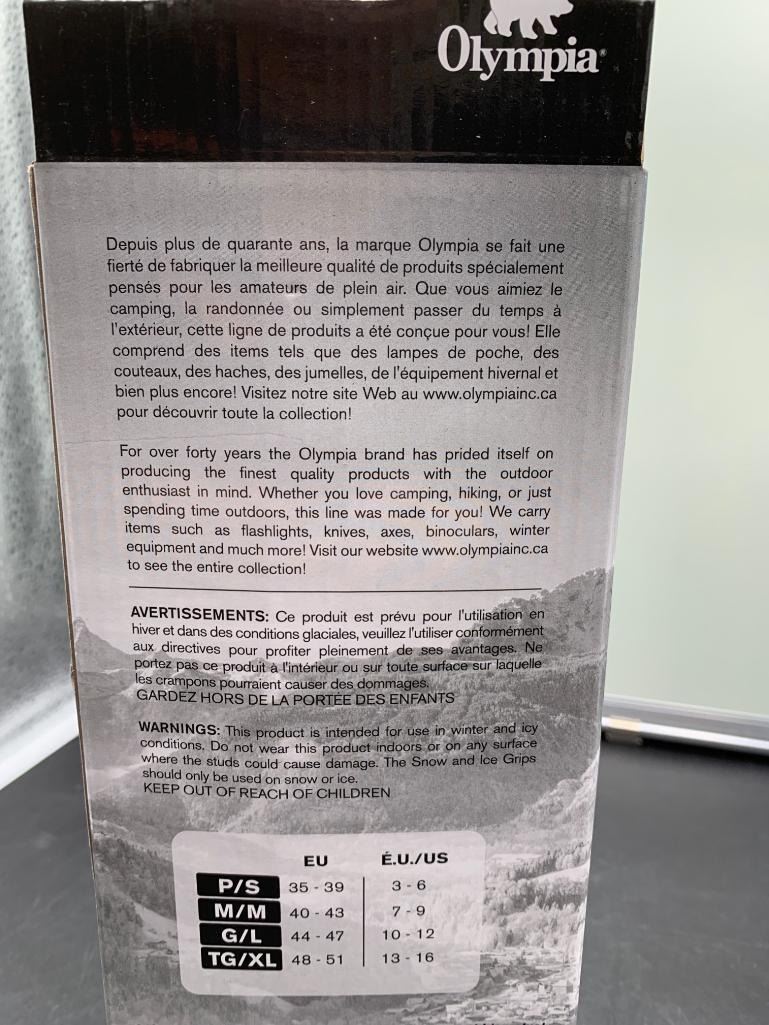 Olympia®
Depuis plus de quarante ans, la marque Olympia se fait une
fierté de fabriquer la meilleure qualité de produits spécialement
pensés pour les amateurs de plein air. Que vous aimiez le
camping, la randonnée ou simplement passer du temps à
l'extérieur, cette ligne de produits a été conçue pour vous! Elle
comprend des items tels que des lampes de poche, des
couteaux, des haches, des jumelles, de l'équipement hivernal et
bien plus encore! Visitez notre site Web au www.olympiainc.ca
pour découvrir toute la collection!
For over forty years the Olympia brand has prided itself on
producing the finest quality products with the outdoor
enthusiast in mind. Whether you love camping, hiking, or just
spending time outdoors, this line was made for you! We carry
items such as flashlights, knives, axes, binoculars, winter
equipment and much more! Visit our website www.olympiainc.ca
to see the entire collection!
AVERTISSEMENTS: Ce produit est prévu pour l'utilisation en
hiver et dans des conditions glaciales, veuillez l'utiliser conformément
aux directives pour profiter pleinement de ses avantages. Ne
portez pas ce produit à l'intérieur ou sur toute surface sur laquelle
les crampons pourraient causer des dommages.
GARDEZ HORS DE LA PORTÉE DES ENFANTS
WARNINGS: This product is intended for use in winter and icy
conditions. Do not wear this product indoors or on any surface
where the studs could cause damage. The Snow and Ice Grips
should only be used on snow or ice.
KEEP OUT OF REACH OF CHILDREN
EU É.U./US
P/S 35 - 39 3 - 6
M/M 40 - 43 7 - 9
G/L 44 - 47 10 - 12
TG/XL 48 - 51 13 - 16